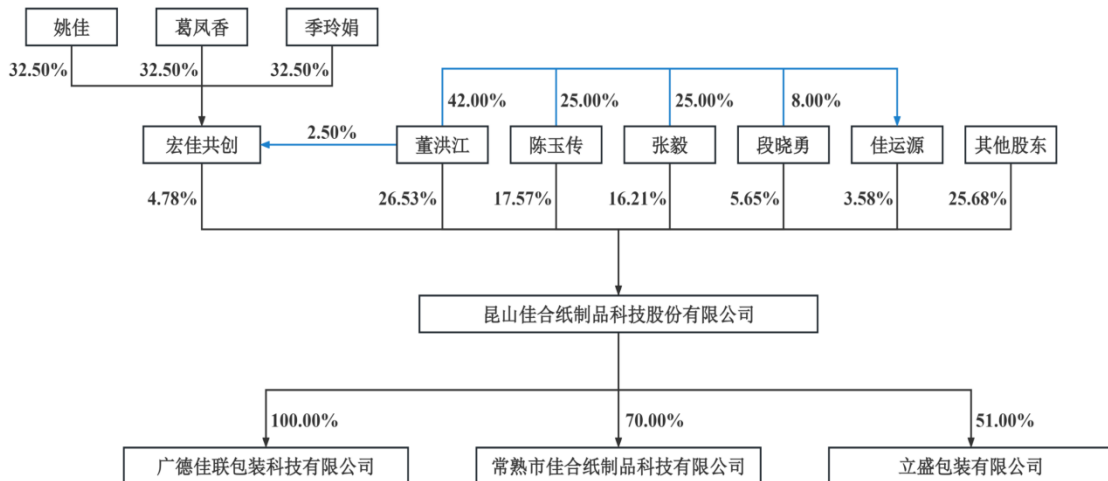 姚佳
葛凤香
季玲娟
32.50%
32.50%
32.50%
42.00%
25.00%
25.00%
8.00%
宏佳共创
2.50%
董洪江
陈玉传
张毅
段晓勇
佳运源
其他股东
4.78%
26.53%
17.57%
16.21%
5.65%
3.58%
25.68%
昆山佳合纸制品科技股份有限公司
100.00%
70.00%
51.00%
广德佳联包装科技有限公司
常熟市佳合纸制品科技有限公司
立盛包装有限公司